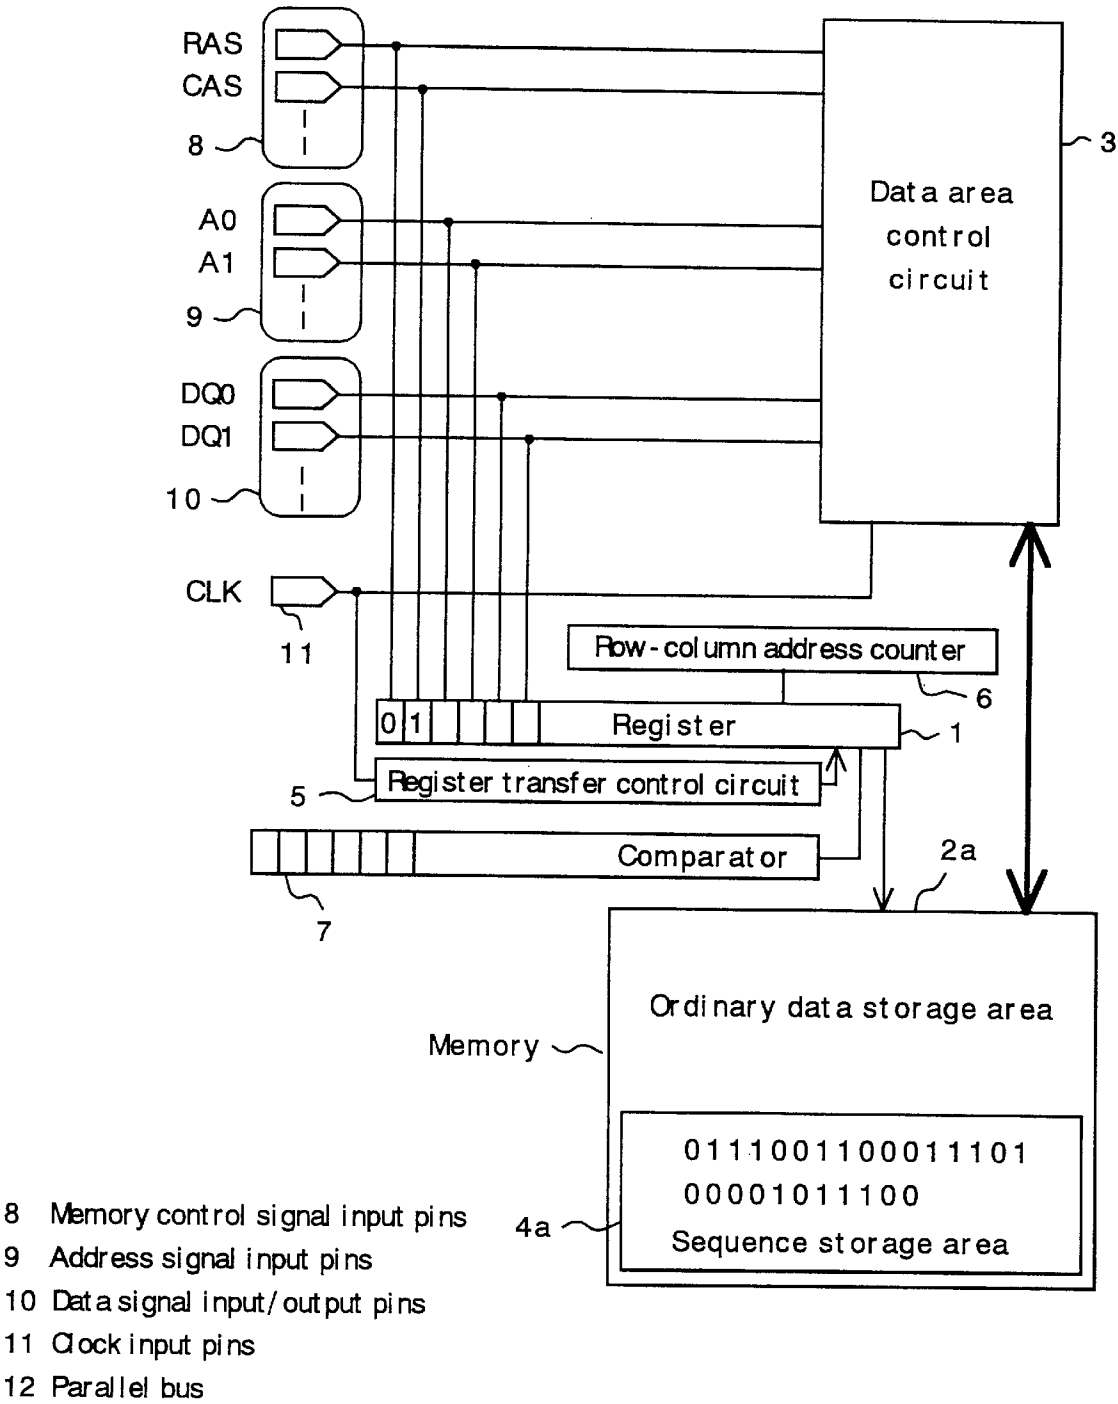 RAS
CAS
8
3
Data area
control
circuit
A0
A1
9
DQ0
DQ1
10
CLK
11
Row-column address counter
6
0 1 Register
1
Register transfer control circuit
5
Comparator
7
2a
Ordinary data storage area
Memory
0111001100011101
00001011100
4a
Sequence storage area
8 Memory control signal input pins
9 Address signal input pins
10 Data signal input/output pins
11 Clock input pins
12 Parallel bus